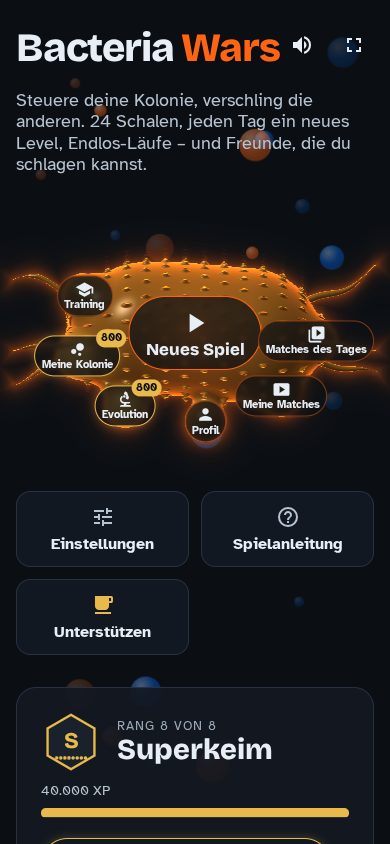 Bacteria Wars
Steuere deine Kolonie, verschling die
anderen. 24 Schalen, jeden Tag ein neues
Level, Endlos-Läufe – und Freunde, die du
schlagen kannst.
Training
800
Meine Kolonie
Neues Spiel
Matches des Tages
800
Evolution
Meine Matches
Profil
Einstellungen
Spielanleitung
Unterstützen
S
RANG 8 VON 8
Superkeim
40.000 XP